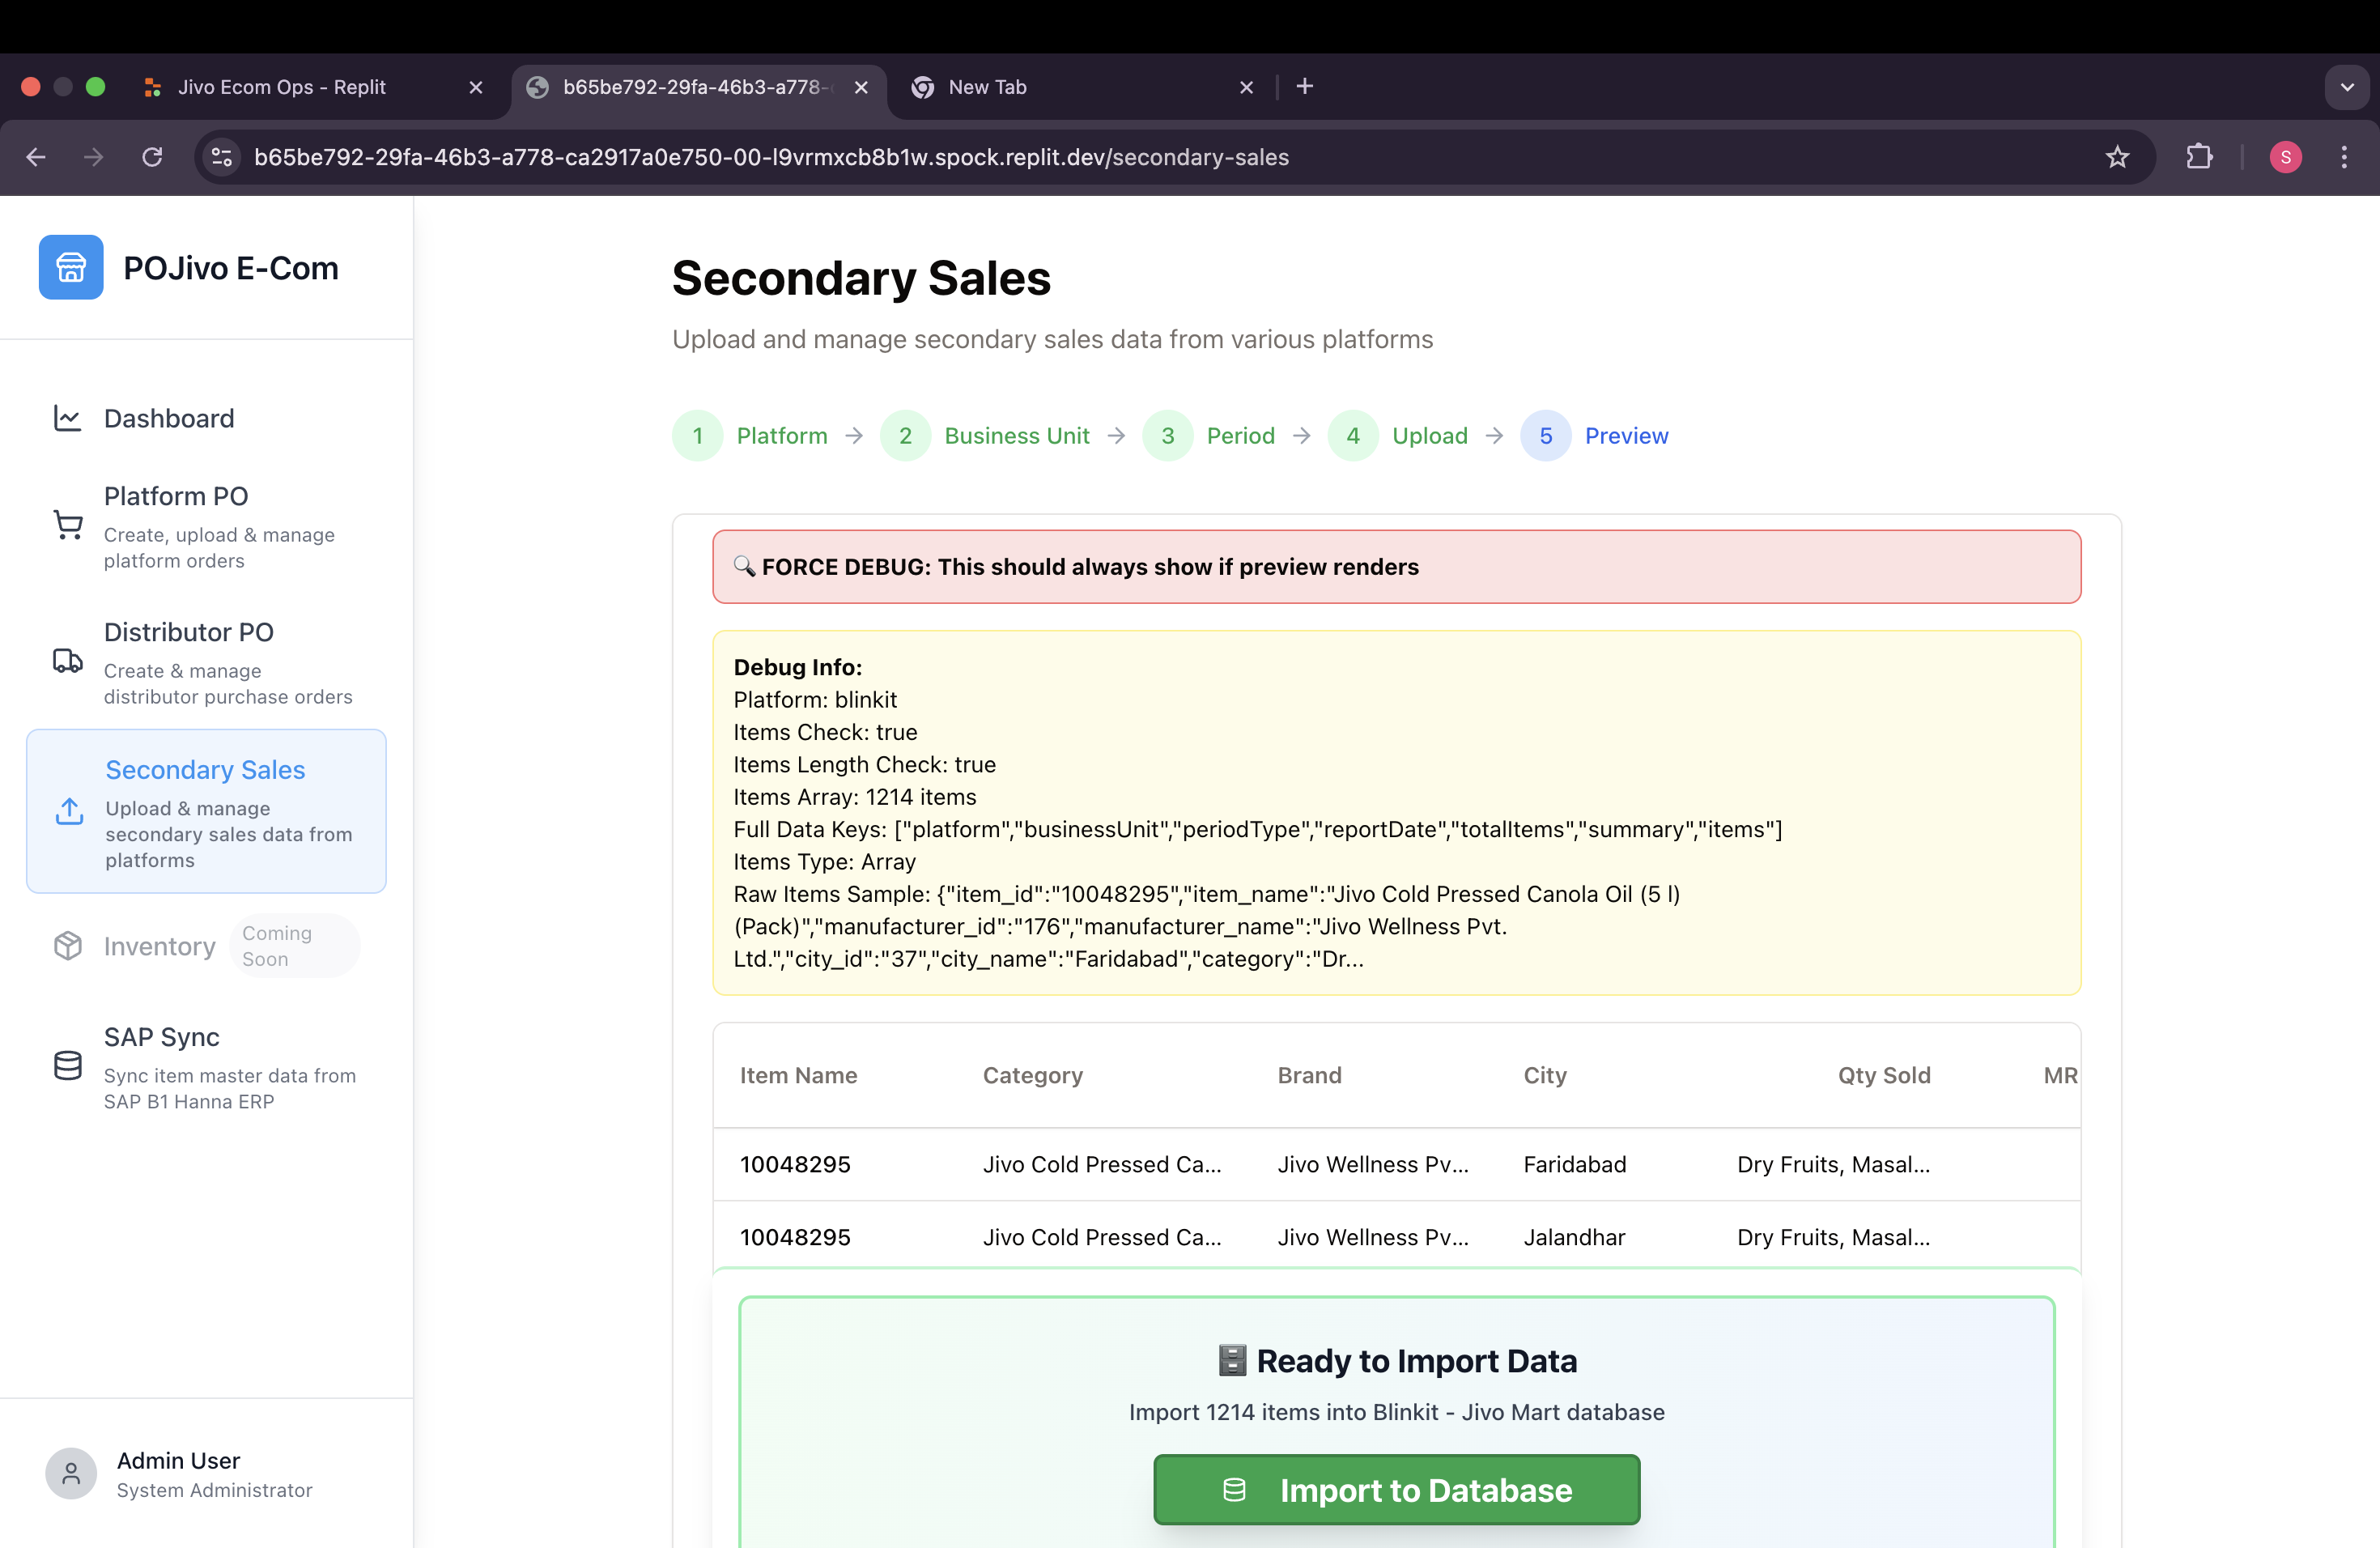 Jivo Ecom Ops - Replit
b65be792-29fa-46b3-a778-
New Tab
b65be792-29fa-46b3-a778-ca2917a0e750-00-l9vrmxcb8b1w.spock.replit.dev/secondary-sales
S
POJivo E-Com
Dashboard
Platform PO
Create, upload & manage
platform orders
Distributor PO
Create & manage
distributor purchase orders
Secondary Sales
Upload & manage
secondary sales data from
platforms
Inventory
Coming
Soon
SAP Sync
Sync item master data from
SAP B1 Hanna ERP
Admin User
System Administrator
Secondary Sales
Upload and manage secondary sales data from various platforms
1 Platform → 2 Business Unit → 3 Period → 4 Upload → 5 Preview
🔍 FORCE DEBUG: This should always show if preview renders
Debug Info:
Platform: blinkit
Items Check: true
Items Length Check: true
Items Array: 1214 items
Full Data Keys: ["platform","businessUnit","periodType","reportDate","totalItems","summary","items"]
Items Type: Array
Raw Items Sample: {"item_id":"10048295","item_name":"Jivo Cold Pressed Canola Oil (5 l)
(Pack)","manufacturer_id":"176","manufacturer_name":"Jivo Wellness Pvt.
Ltd.","city_id":"37","city_name":"Faridabad","category":"Dr...
Item Name Category Brand City Qty Sold MR
10048295 Jivo Cold Pressed Ca... Jivo Wellness Pv... Faridabad Dry Fruits, Masal...
10048295 Jivo Cold Pressed Ca... Jivo Wellness Pv... Jalandhar Dry Fruits, Masal...
🗄️ Ready to Import Data
Import 1214 items into Blinkit - Jivo Mart database
Import to Database